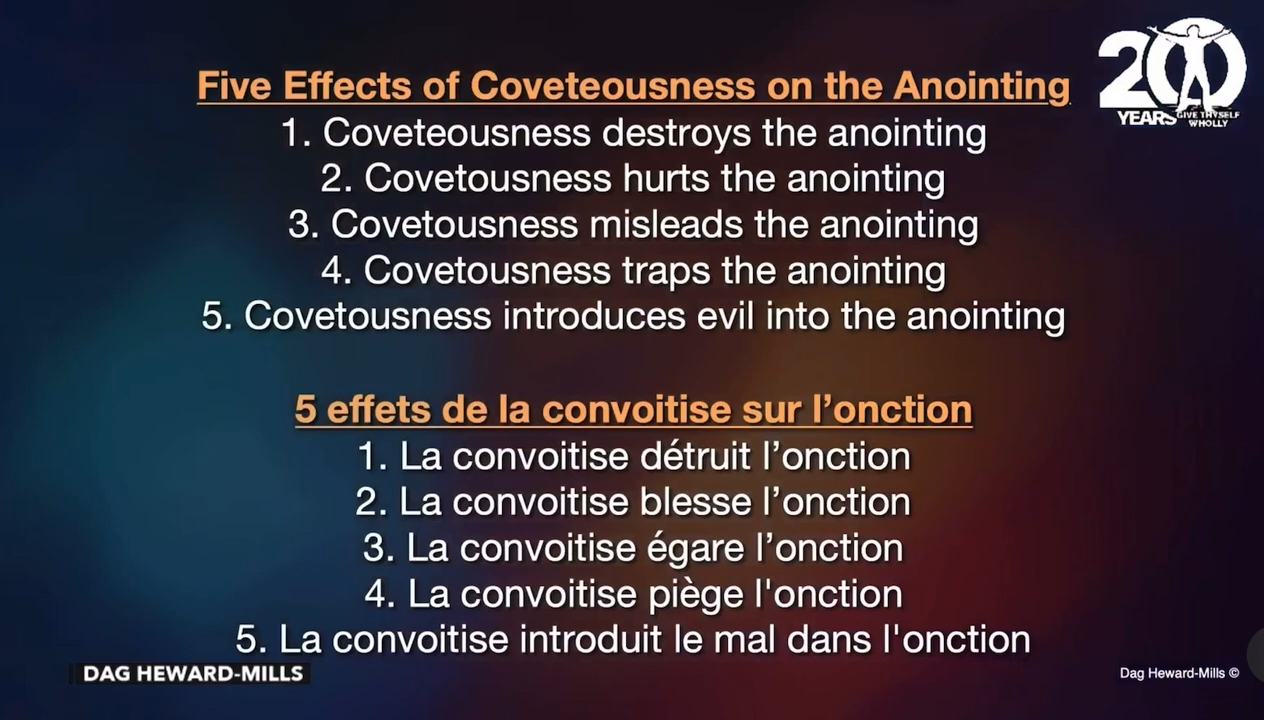 20
YEARS
GIVE THYSELF
WHOLLY
Five Effects of Coveteousness on the Anointing
1. Coveteousness destroys the anointing
2. Covetousness hurts the anointing
3. Covetousness misleads the anointing
4. Covetousness traps the anointing
5. Covetousness introduces evil into the anointing
5 effets de la convoitise sur l’onction
1. La convoitise détruit l’onction
2. La convoitise blesse l’onction
3. La convoitise égare l’onction
4. La convoitise piège l'onction
5. La convoitise introduit le mal dans l'onction
DAG HEWARD-MILLS
Dag Heward-Mills ©